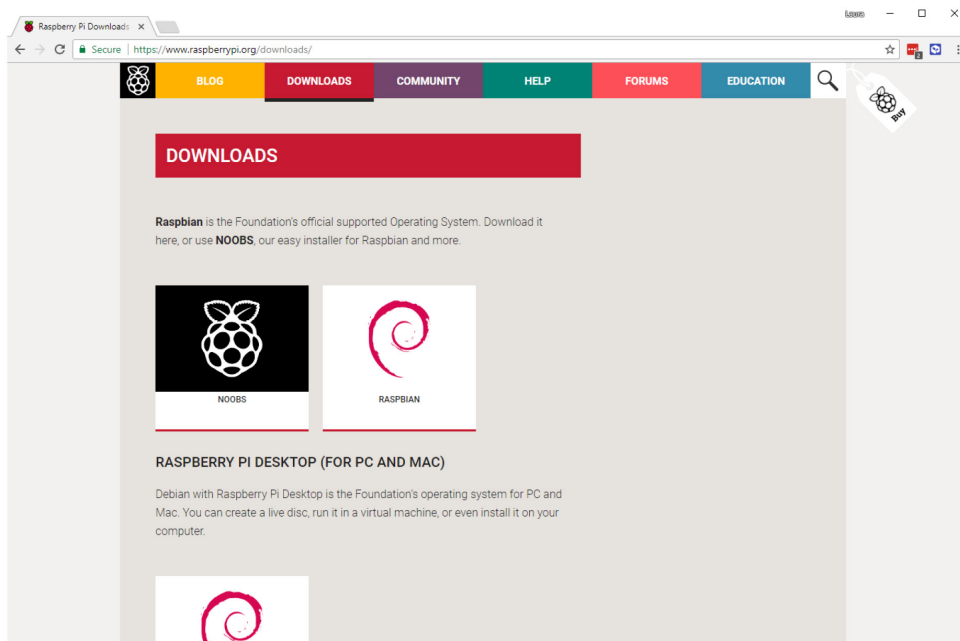 Laura
Raspberry Pi Downloads
Secure | https://www.raspberrypi.org/downloads/
2
BLOG DOWNLOADS COMMUNITY HELP FORUMS EDUCATION
Buy
DOWNLOADS
Raspbian is the Foundation's official supported Operating System. Download it
here, or use NOOBS, our easy installer for Raspbian and more.
NOOBS RASPBIAN
RASPBERRY PI DESKTOP (FOR PC AND MAC)
Debian with Raspberry Pi Desktop is the Foundation's operating system for PC and
Mac. You can create a live disc, run it in a virtual machine, or even install it on your
computer.